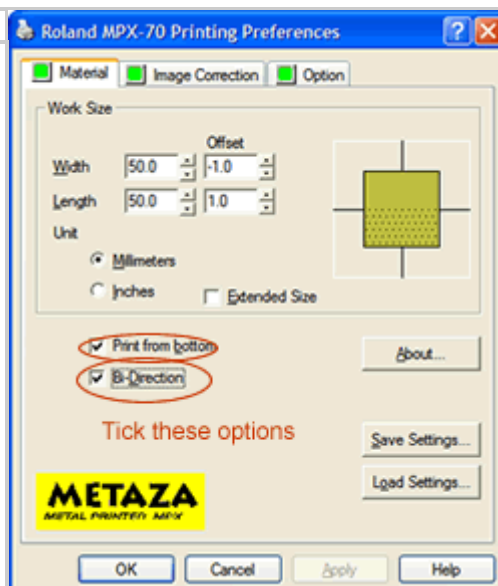 Roland MPX-70 Printing Preferences
Material Image Correction Option
Work Size
Offset
Width 50.0 -1.0
Length 50.0 1.0
Unit
Millimeters
Inches Extended Size
Print from bottom
About...
Bi-Direction
Tick these options
Save Settings...
Load Settings...
METAZA
METAL PRINTED MPX
OK Cancel Apply Help